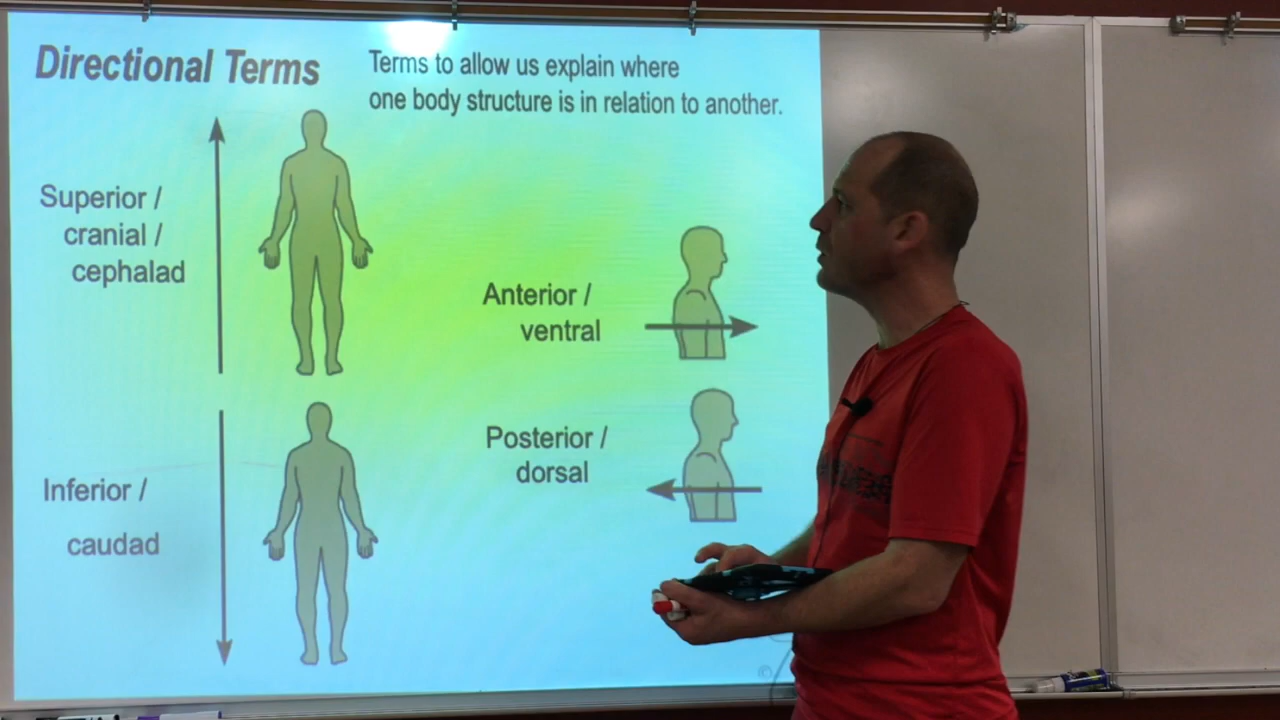 Directional Terms
Terms to allow us explain where
one body structure is in relation to another.
Superior /
cranial /
cephalad
Anterior /
ventral
Posterior /
dorsal
Inferior /
caudad